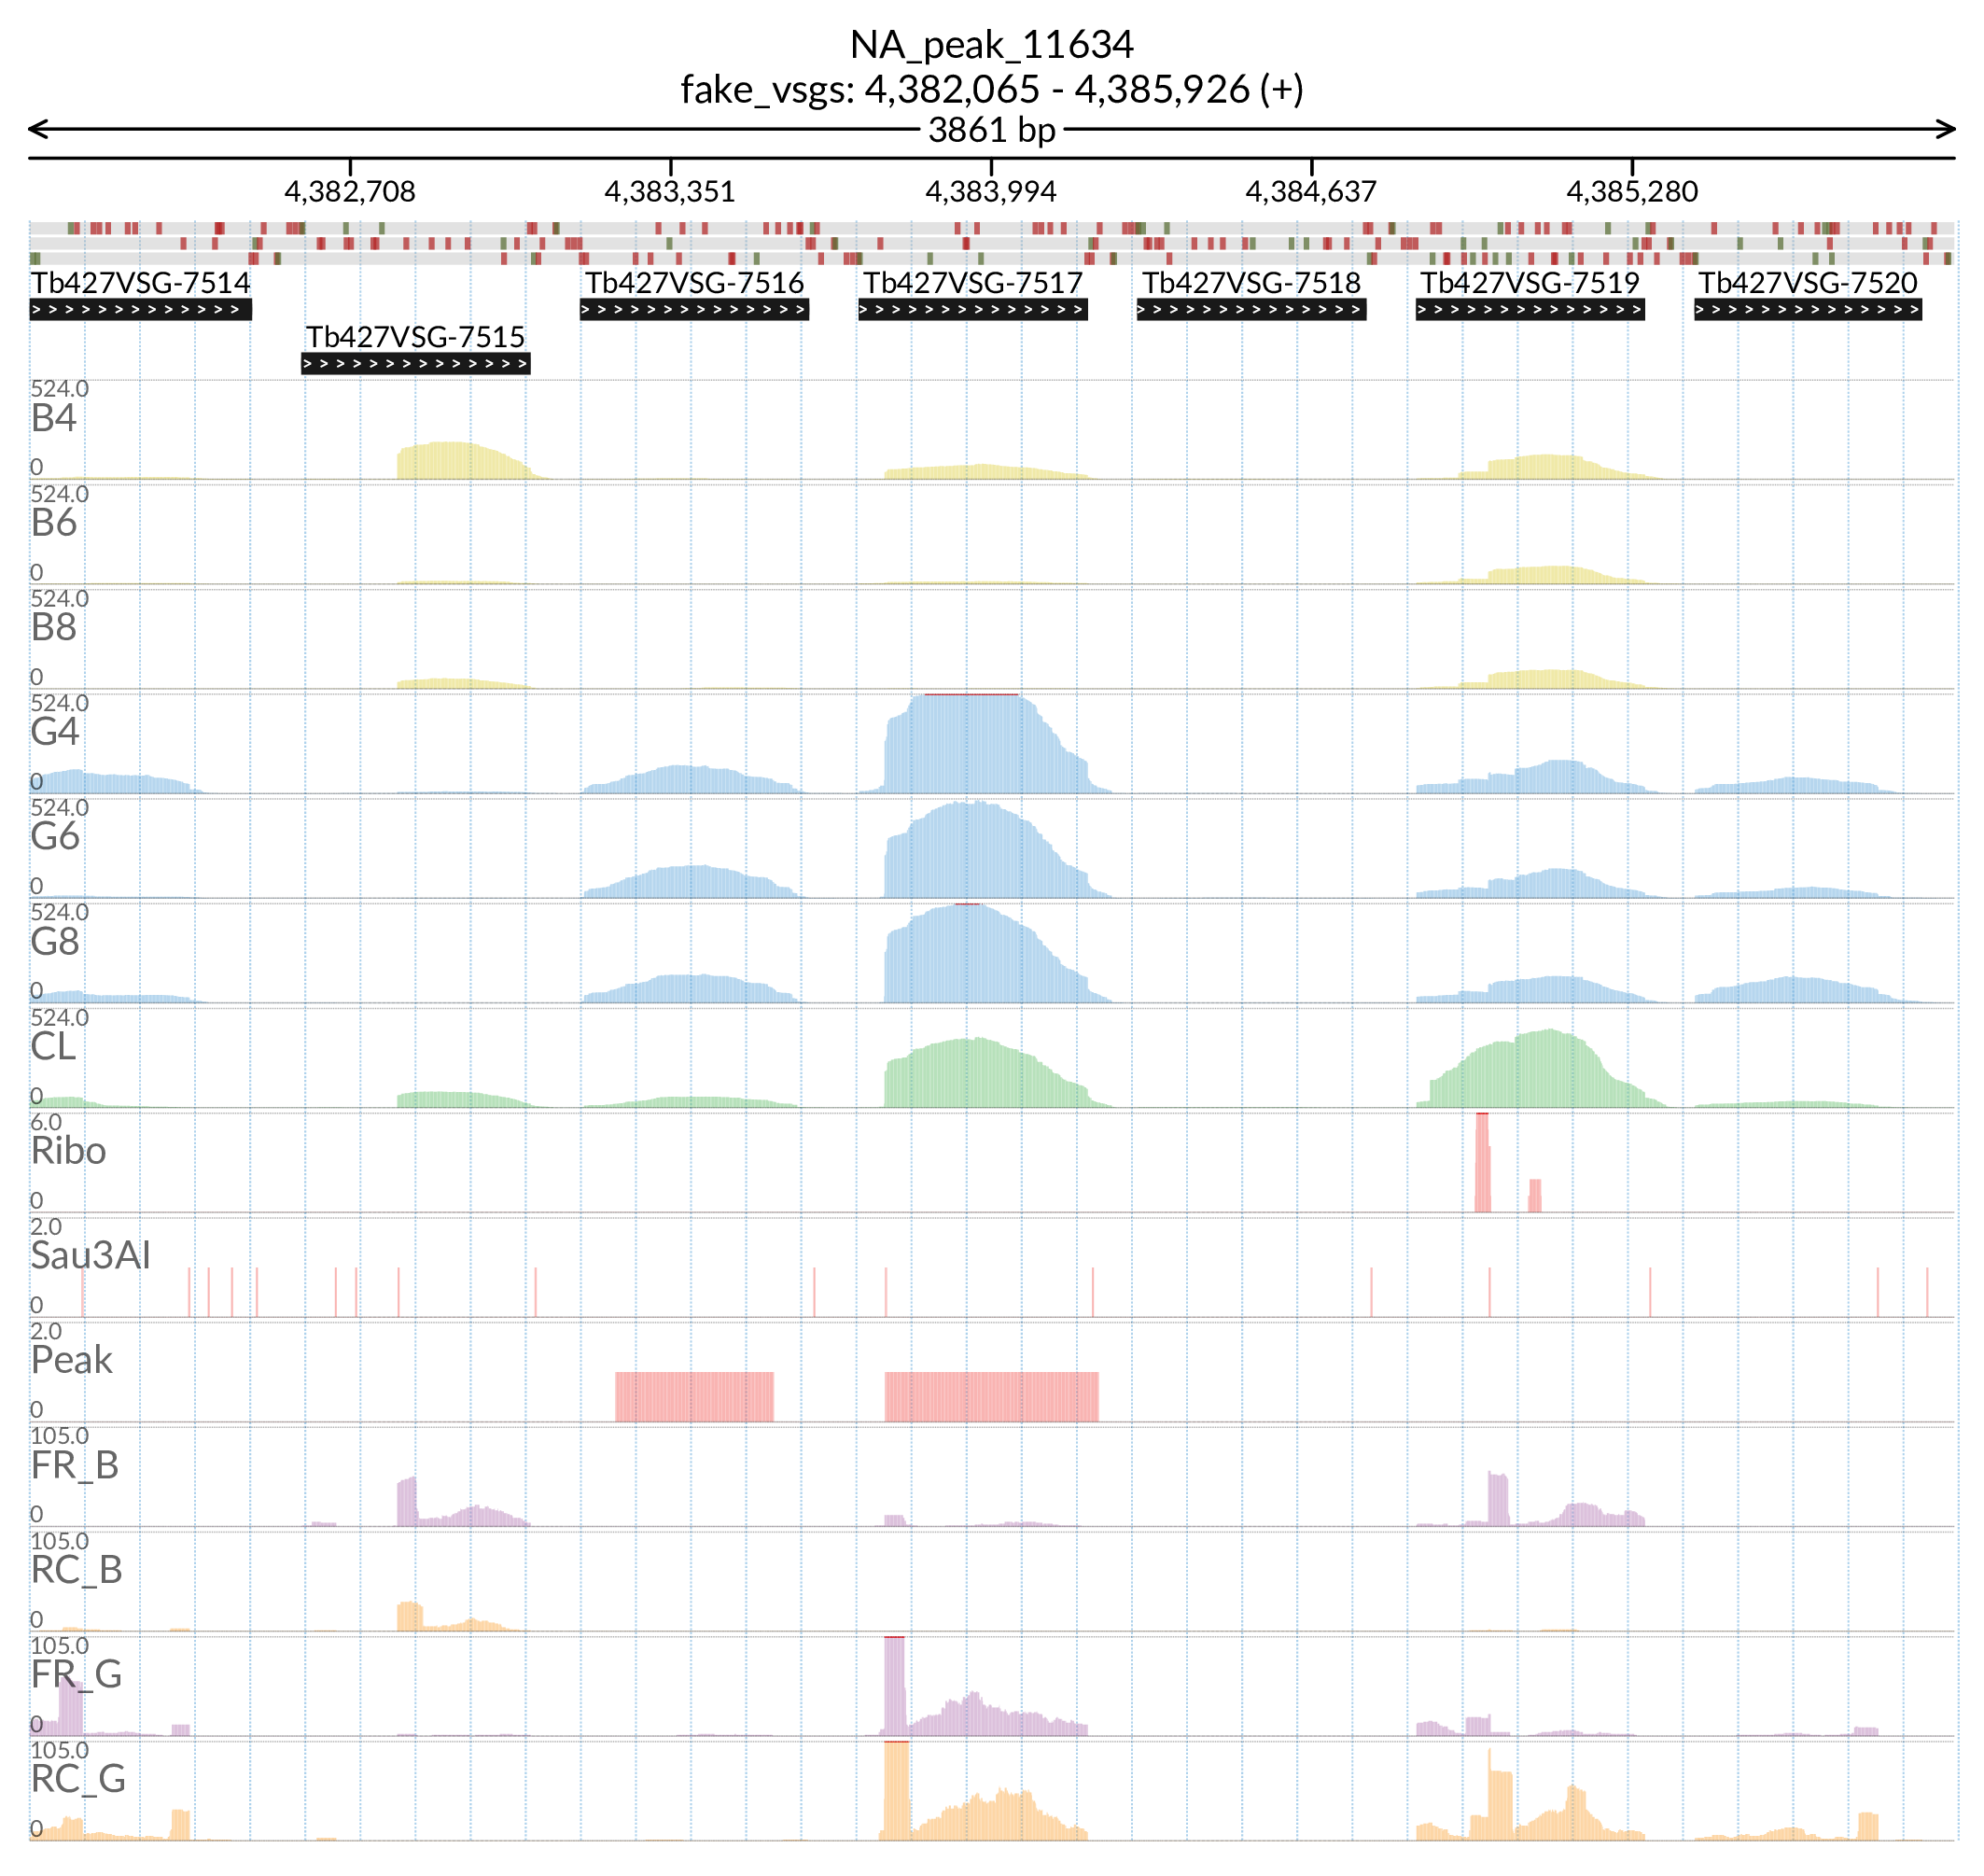 NA_peak_11634
fake_vsgs: 4,382,065 - 4,385,926 (+)
3861 bp
4,382,708 4,383,351 4,383,994 4,384,637 4,385,280
Tb427VSG-7514 Tb427VSG-7516 Tb427VSG-7517 Tb427VSG-7518 Tb427VSG-7519 Tb427VSG-7520
Tb427VSG-7515
524.0
B4
0
524.0
B6
0
524.0
B8
0
524.0
G4
0
524.0
G6
0
524.0
G8
0
524.0
CL
0
6.0
Ribo
0
2.0
Sau3AI
0
2.0
Peak
0
105.0
FR_B
0
105.0
RC_B
0
105.0
FR_G
0
105.0
RC_G
0